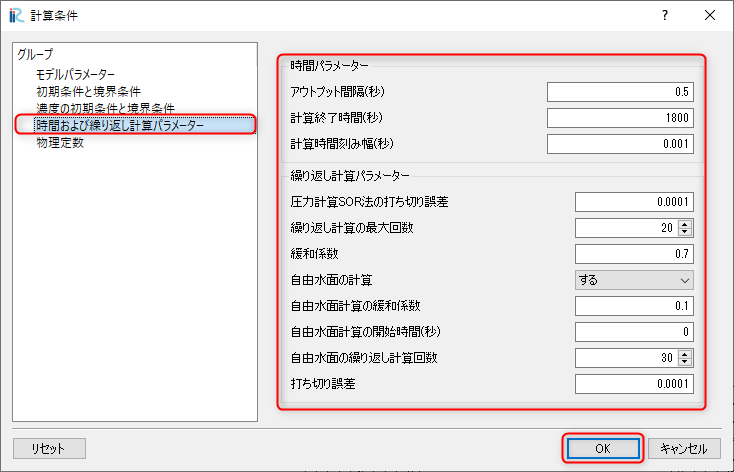 計算条件
?
グループ
モデルパラメーター
初期条件と境界条件
濃度の初期条件と境界条件
時間および繰り返し計算パラメーター
物理定数
時間パラメーター
アウトプット間隔(秒) 0.5
計算終了時間(秒) 1800
計算時間刻み幅(秒) 0.001
繰り返し計算パラメーター
圧力計算SOR法の打ち切り誤差 0.0001
繰り返し計算の最大回数 20
緩和係数 0.7
自由水面の計算 する
自由水面計算の緩和係数 0.1
自由水面計算の開始時間(秒) 0
自由水面の繰り返し計算回数 30
打ち切り誤差 0.0001
リセット OK キャンセル